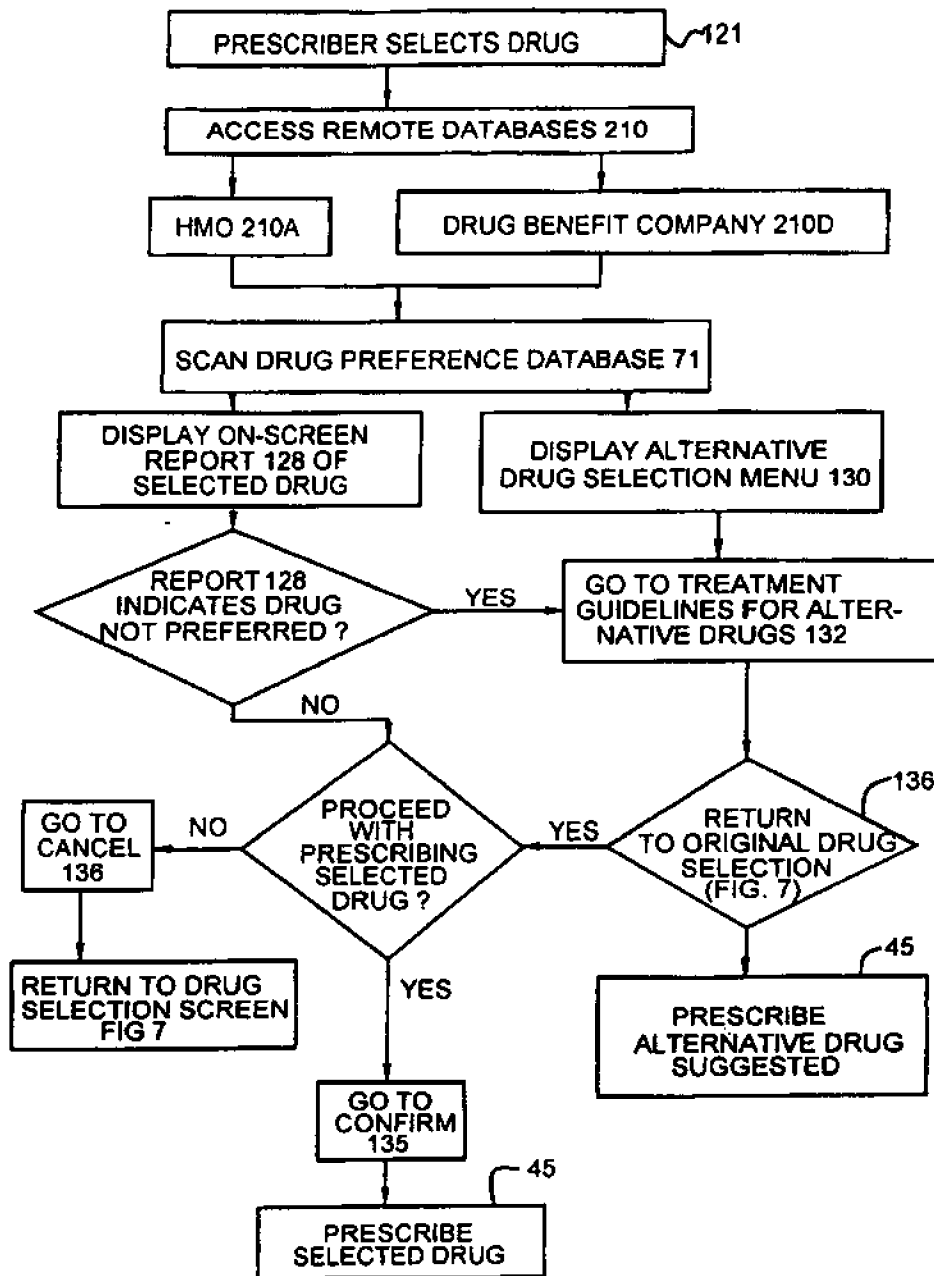 PRESCRIBER SELECTS DRUG
121
ACCESS REMOTE DATABASES 210
HMO 210A
DRUG BENEFIT COMPANY 210D
SCAN DRUG PREFERENCE DATABASE 71
DISPLAY ON-SCREEN
REPORT 128 OF
SELECTED DRUG
DISPLAY ALTERNATIVE
DRUG SELECTION MENU 130
REPORT 128
INDICATES DRUG
NOT PREFERRED ?
YES
GO TO TREATMENT
GUIDELINES FOR ALTER-
NATIVE DRUGS 132
NO
136
GO TO
CANCEL
136
NO
PROCEED
WITH
PRESCRIBING
SELECTED
DRUG ?
YES
RETURN
TO ORIGINAL DRUG
SELECTION
(FIG. 7)
RETURN TO DRUG
SELECTION SCREEN
FIG 7
YES
45
PRESCRIBE
ALTERNATIVE DRUG
SUGGESTED
GO TO
CONFIRM
135
45
PRESCRIBE
SELECTED DRUG